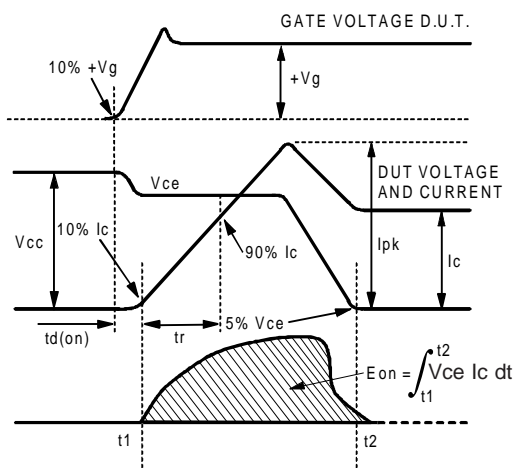 GATE VOLTAGE D.U.T.
10% +Vg
+Vg
Vce
DUT VOLTAGE
AND CURRENT
Vcc
10% Ic
90% Ic
Ipk
Ic
td(on)
tr
5% Vce
Eon = ∫ Vce Ic dt
t2
t1
t1
t2